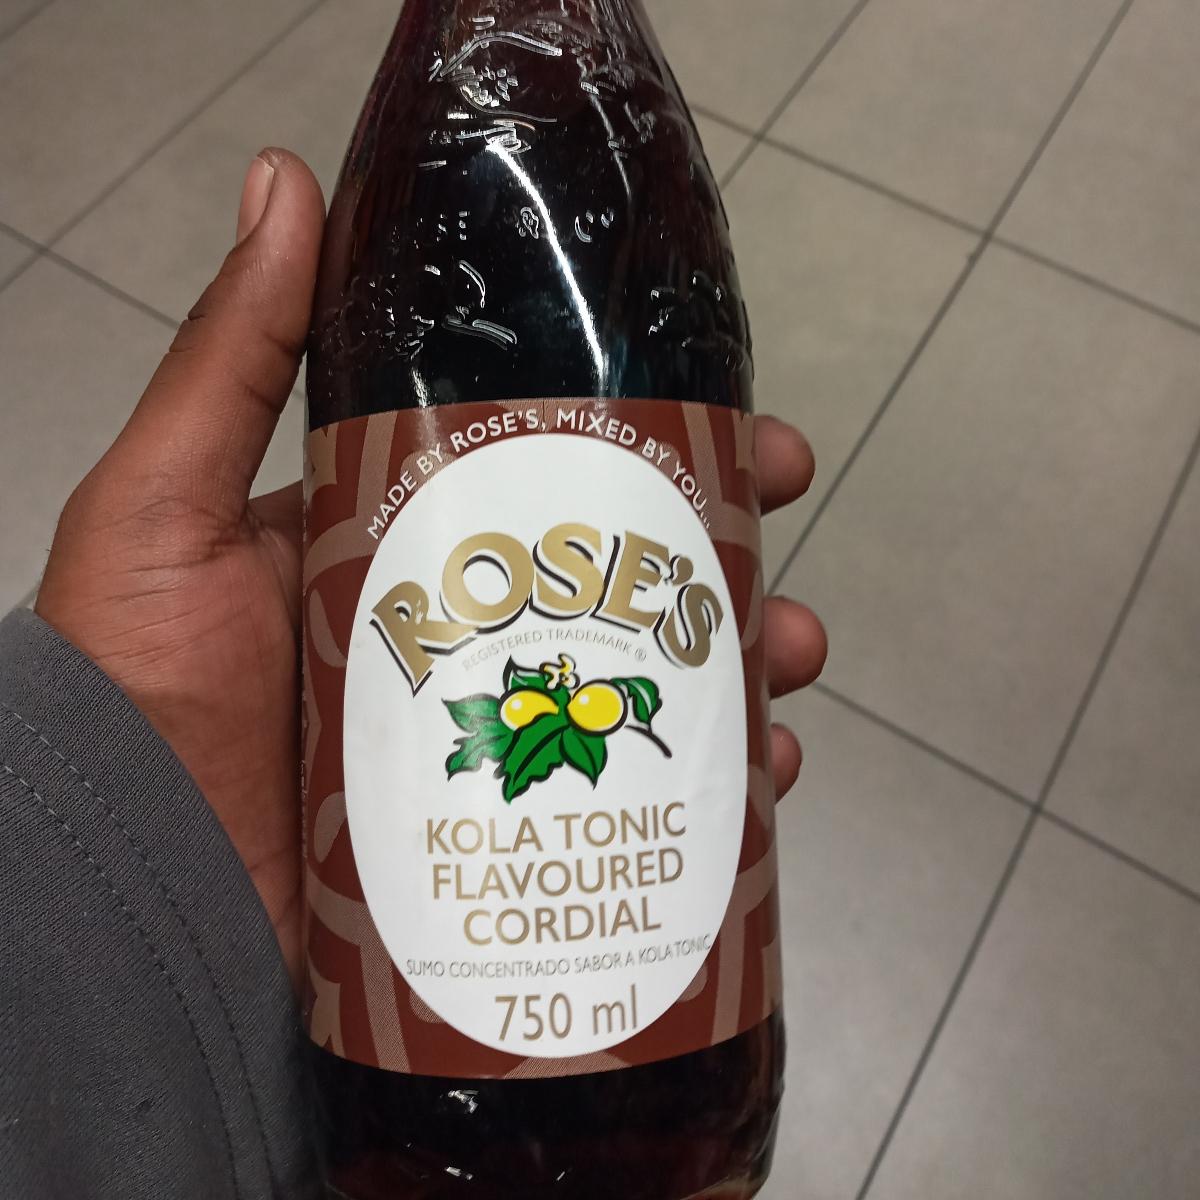 MADE BY ROSE'S, MIXED BY YOU...
ROSE'S
REGISTERED TRADEMARK ®
KOLA TONIC
FLAVOURED
CORDIAL
SUMO CONCENTRADO SABOR A KOLA TONIC
750 ml